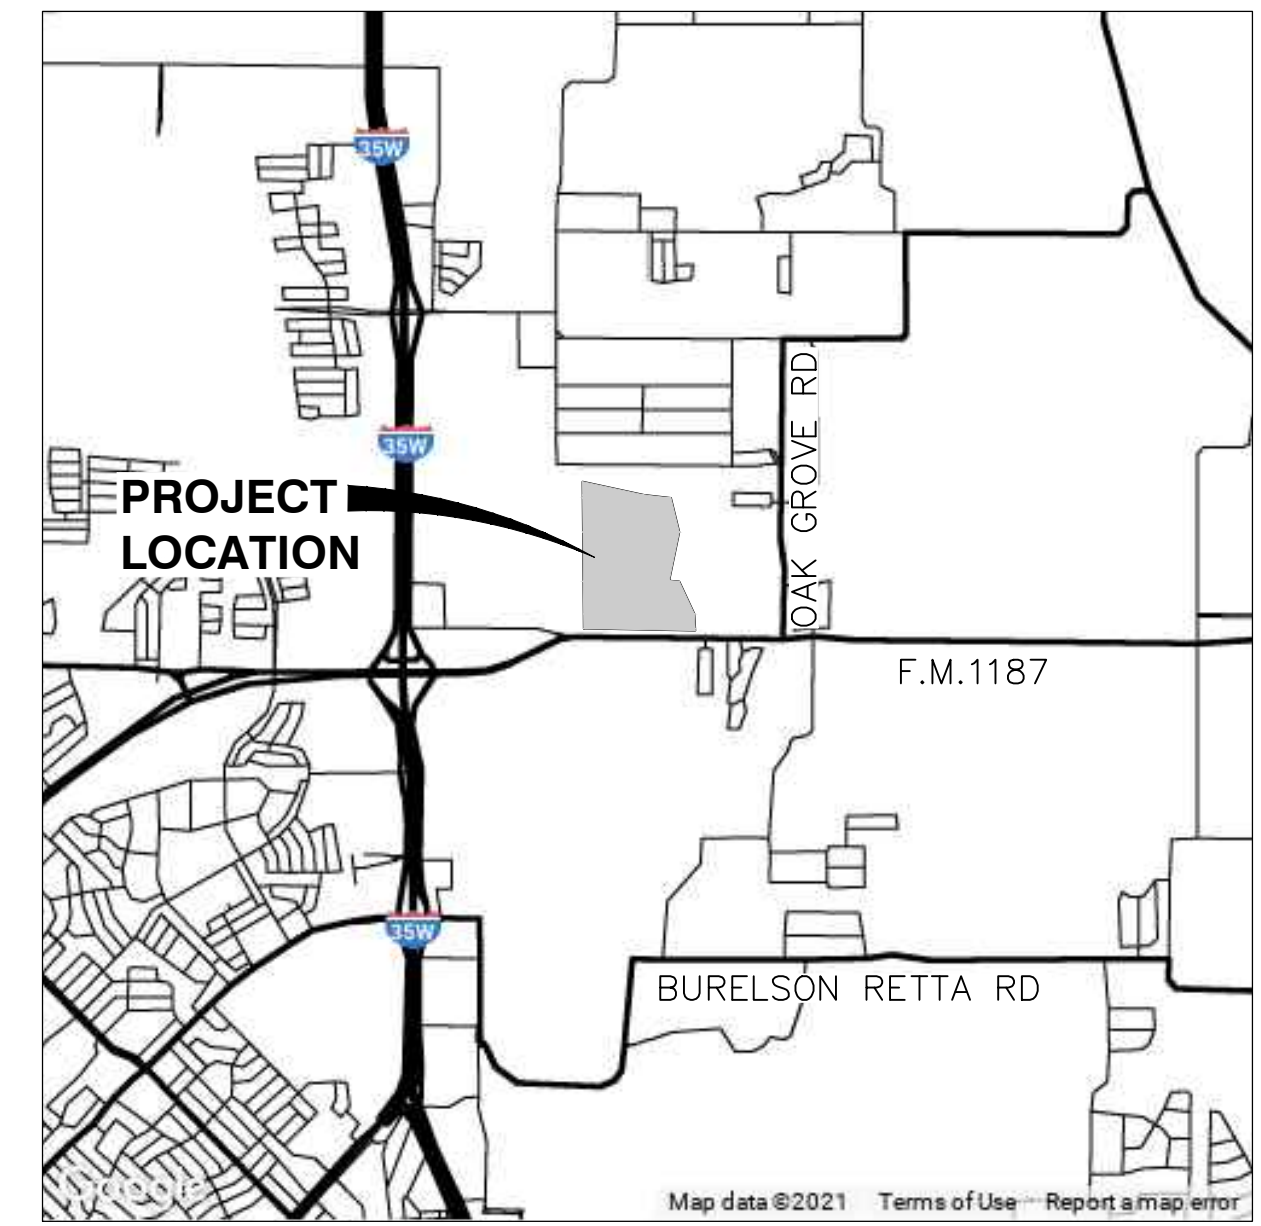 35W
35W
PROJECT
LOCATION
OAK GROVE RD.
F.M.1187
35W
BURELSON RETTA RD
Google
Map data ©2021 Terms of Use Report a map error